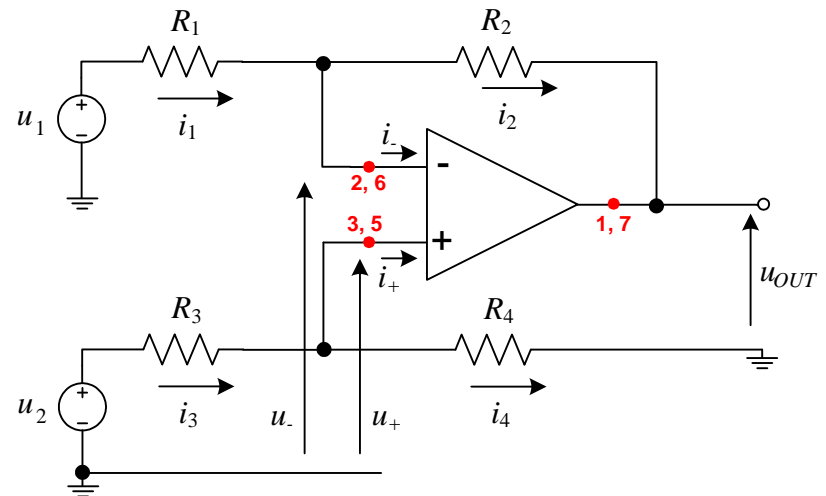 R1 R2
u1 + −
i1 i2
i-
-
2, 6
3, 5 1, 7
+
i+
uOUT
R3 R4
u2 + −
i3 u- u+ i4